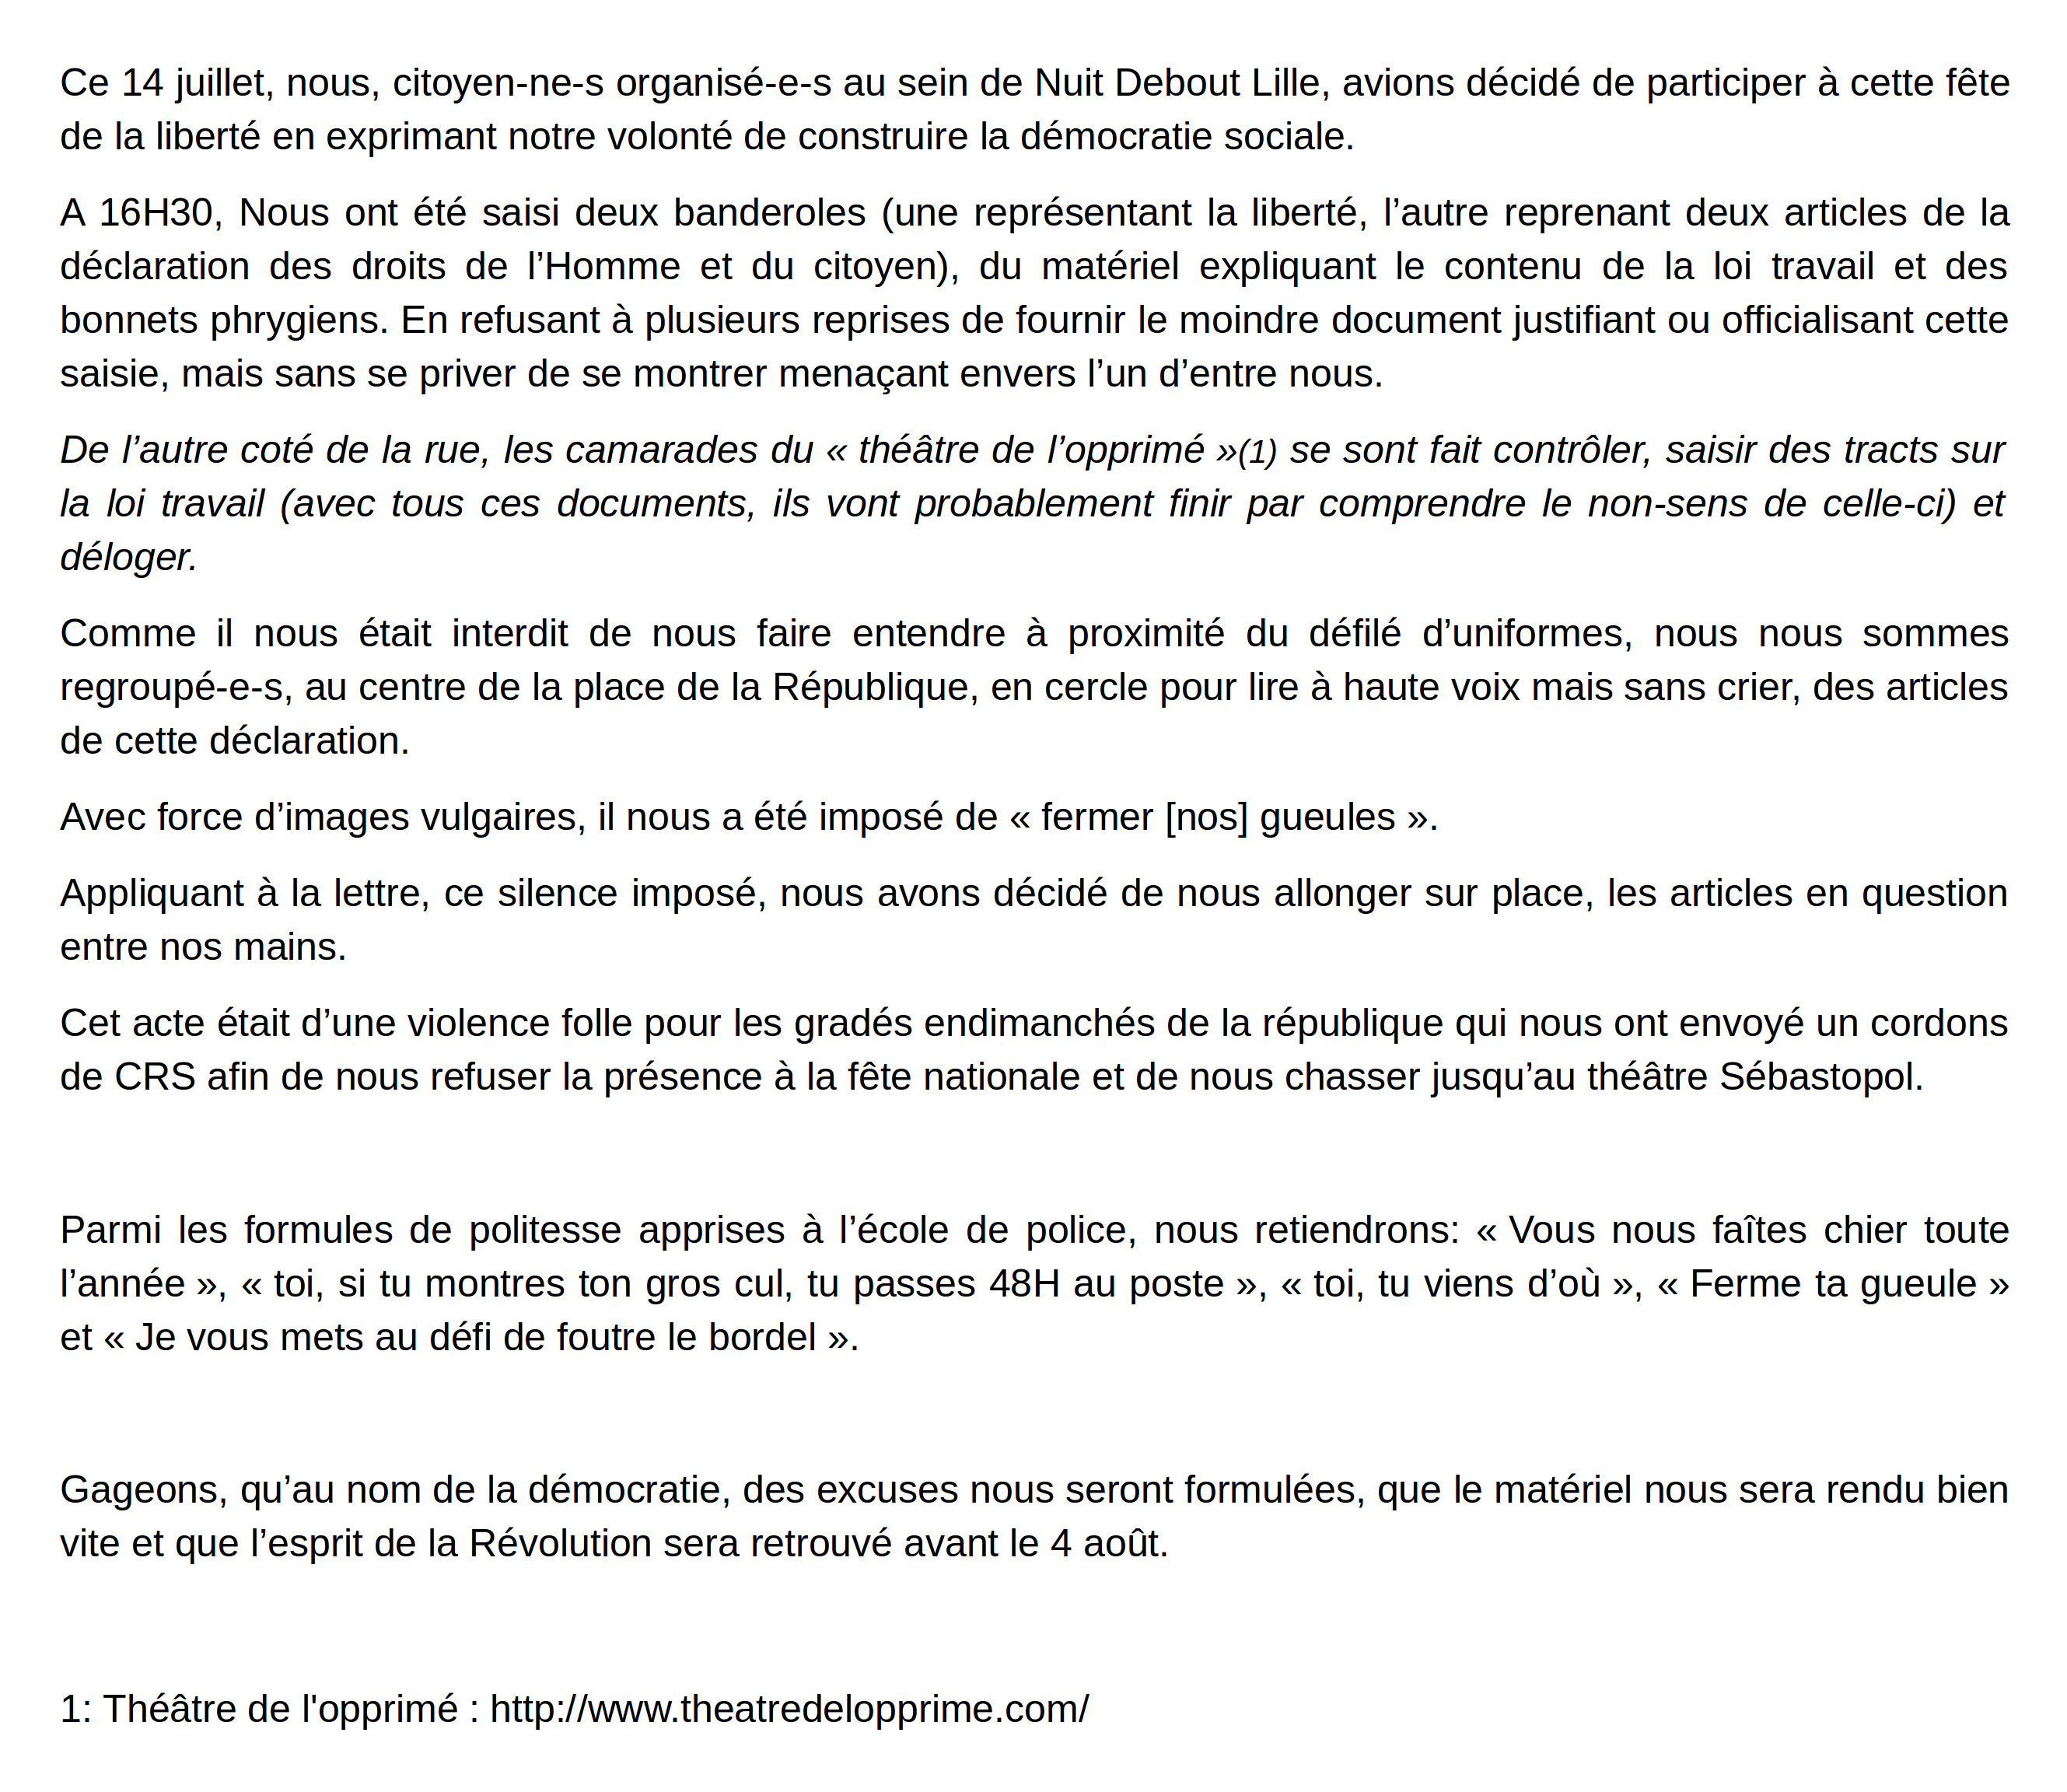 Ce 14 juillet, nous, citoyen-ne-s organisé-e-s au sein de Nuit Debout Lille, avions décidé de participer à cette fête
de la liberté en exprimant notre volonté de construire la démocratie sociale.
A 16H30, Nous ont été saisi deux banderoles (une représentant la liberté, l’autre reprenant deux articles de la
déclaration des droits de l’Homme et du citoyen), du matériel expliquant le contenu de la loi travail et des
bonnets phrygiens. En refusant à plusieurs reprises de fournir le moindre document justifiant ou officialisant cette
saisie, mais sans se priver de se montrer menaçant envers l’un d’entre nous.
De l’autre coté de la rue, les camarades du « théâtre de l’opprimé »(1) se sont fait contrôler, saisir des tracts sur
la loi travail (avec tous ces documents, ils vont probablement finir par comprendre le non-sens de celle-ci) et
déloger.
Comme il nous était interdit de nous faire entendre à proximité du défilé d’uniformes, nous nous sommes
regroupé-e-s, au centre de la place de la République, en cercle pour lire à haute voix mais sans crier, des articles
de cette déclaration.
Avec force d’images vulgaires, il nous a été imposé de « fermer [nos] gueules ».
Appliquant à la lettre, ce silence imposé, nous avons décidé de nous allonger sur place, les articles en question
entre nos mains.
Cet acte était d’une violence folle pour les gradés endimanchés de la république qui nous ont envoyé un cordons
de CRS afin de nous refuser la présence à la fête nationale et de nous chasser jusqu’au théâtre Sébastopol.
Parmi les formules de politesse apprises à l’école de police, nous retiendrons: « Vous nous faîtes chier toute
l’année », « toi, si tu montres ton gros cul, tu passes 48H au poste », « toi, tu viens d’où », « Ferme ta gueule »
et « Je vous mets au défi de foutre le bordel ».
Gageons, qu’au nom de la démocratie, des excuses nous seront formulées, que le matériel nous sera rendu bien
vite et que l’esprit de la Révolution sera retrouvé avant le 4 août.
1: Théâtre de l'opprimé : http://www.theatredelopprime.com/